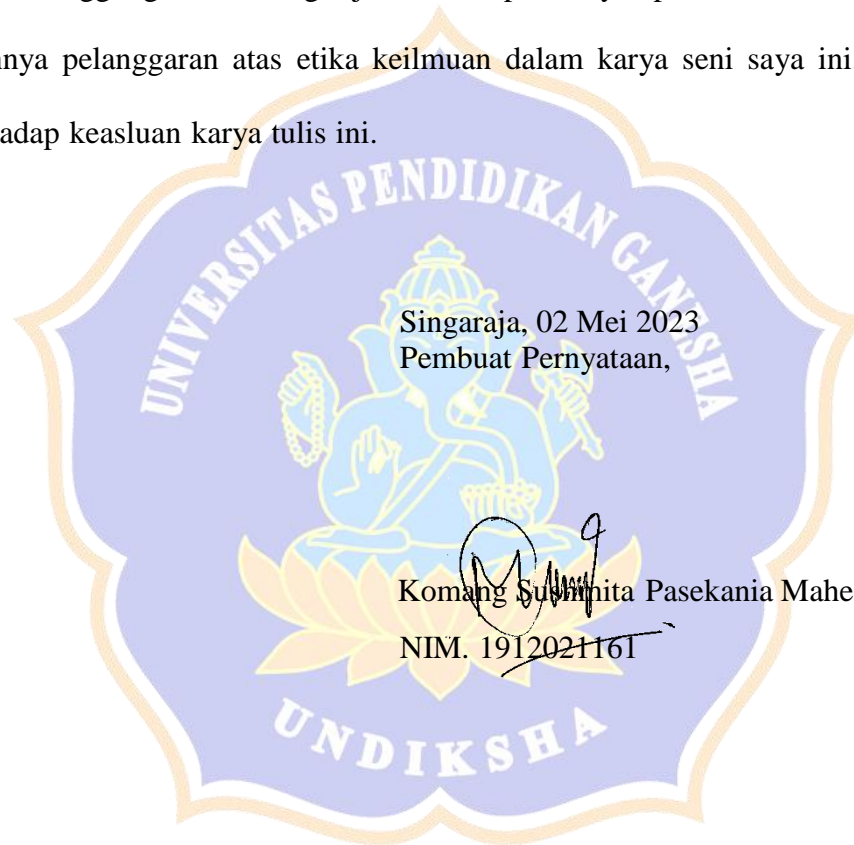 nnya pelanggaran atas etika keilmuan dalam karya seni saya ini
adap keasluan karya tulis ini.
UNIVERSITAS PENDIDIKAN GANESHA
Singaraja, 02 Mei 2023
Pembuat Pernyataan,
Komang Sushmita Pasekania Mahe
NIM. 1912021161
UNDIKSHA